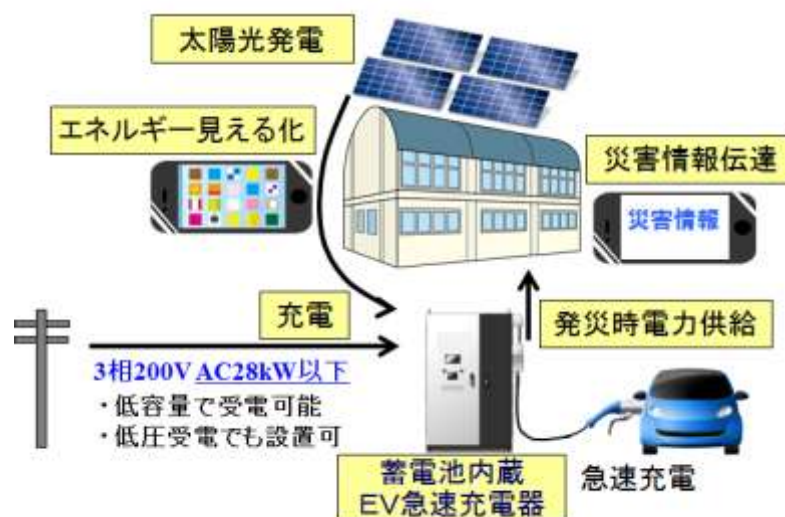 太陽光発電
エネルギー見える化
災害情報伝達
災害情報
充電
発災時電力供給
3相200V AC28kW以下
・低容量で受電可能
・低圧受電でも設置可
蓄電池内蔵
EV急速充電器
急速充電